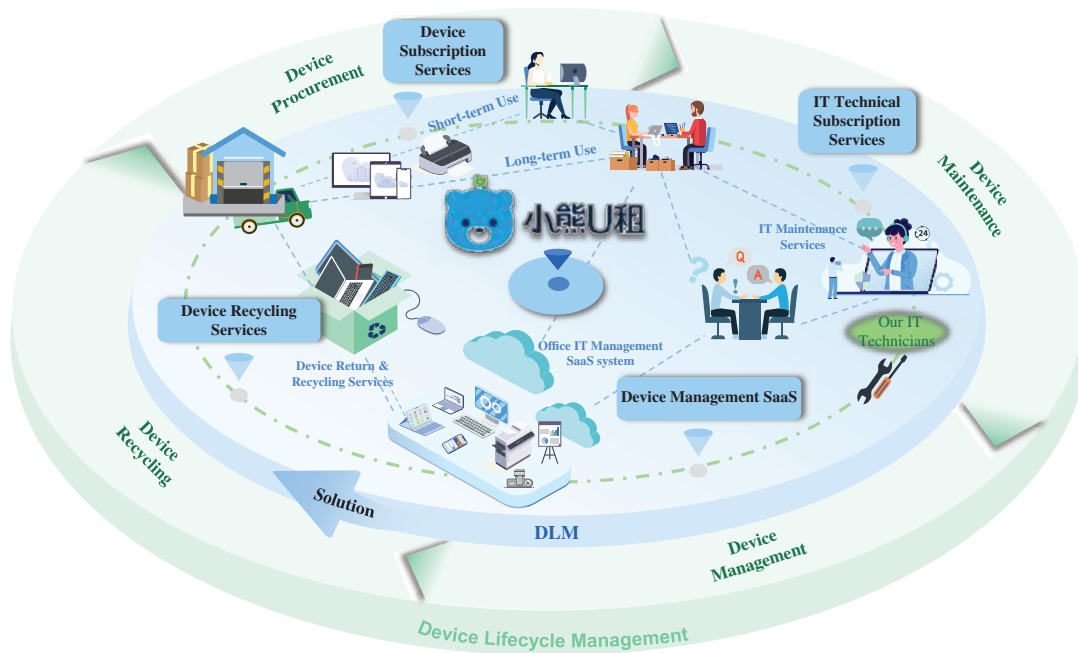 Device
Subscription
Services
Device
Procurement
IT Technical
Subscription
Services
Short-term Use
Long-term Use
Device
Maintenance
小熊U租
IT Maintenance
Services
24
Q
A
?
!
Device Recycling
Services
Our IT
Technicians
Office IT Management
SaaS system
Device Return &
Recycling Services
Device Management SaaS
Device
Recycling
Solution
DLM
Device
Management
Device Lifecycle Management